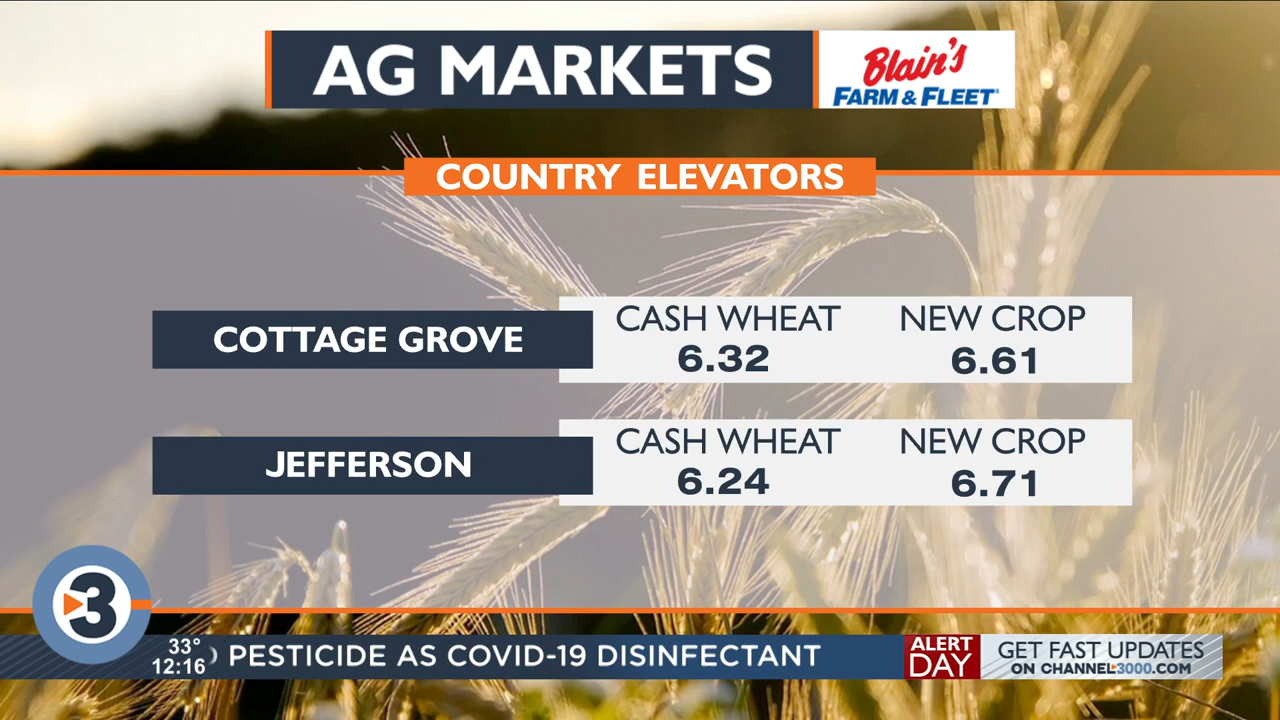 AG MARKETS
Blain's
FARM & FLEET
COUNTRY ELEVATORS
COTTAGE GROVE
CASH WHEAT
6.32
NEW CROP
6.61
JEFFERSON
CASH WHEAT
6.24
NEW CROP
6.71
3
33°
12:16
PESTICIDE AS COVID-19 DISINFECTANT
ALERT
DAY
GET FAST UPDATES
ON CHANNEL3000.COM